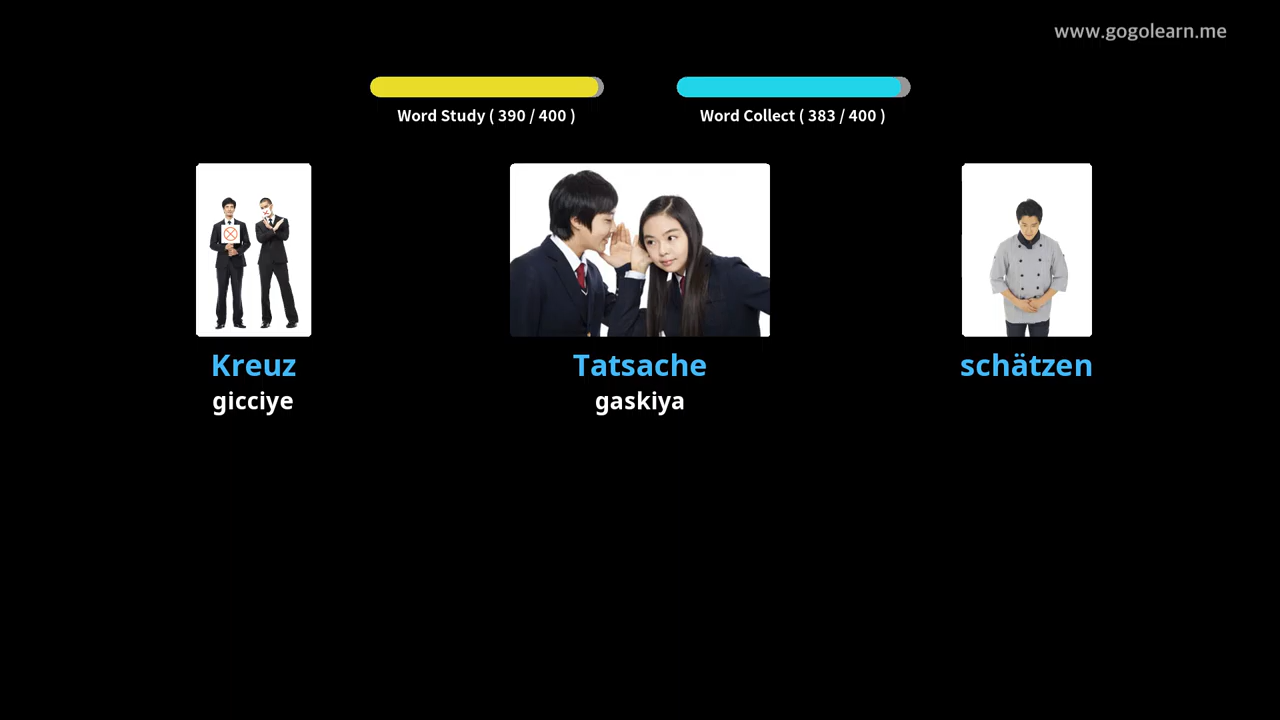 www.gogolearn.me
Word Study ( 390 / 400 )
Word Collect ( 383 / 400 )
Kreuz
Tatsache
schätzen
gicciye
gaskiya